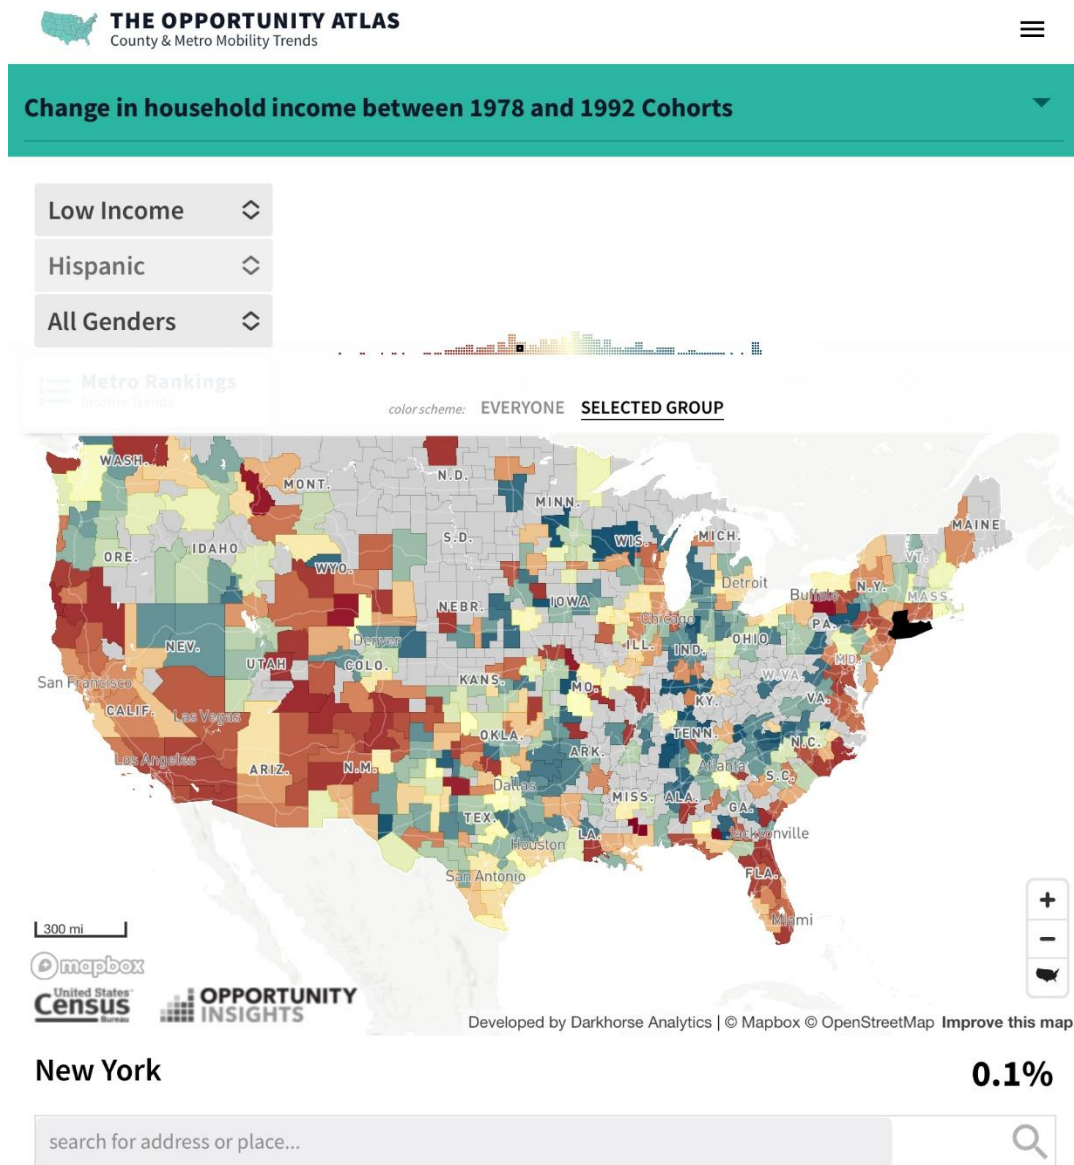 THE OPPORTUNITY ATLAS
County & Metro Mobility Trends
Change in household income between 1978 and 1992 Cohorts
Low Income
Hispanic
All Genders
Metro Rankings
Income Trends
color scheme: EVERYONE SELECTED GROUP
WASH.
MONT.
N.D.
MINN.
MAINE
ORE.
IDAHO
S.D.
WIS.
MICH.
VT.
WYO.
Detroit
Buffalo
N.Y.
MASS.
NEBR.
IOWA
Chicago
PA.
NEV.
UTAH
Denver
COLO.
ILL.
IND.
OHIO
MD.
San Francisco
KANS.
MO.
W.VA.
CALIF.
Las Vegas
KY.
VA.
Los Angeles
ARIZ.
N.M.
OKLA.
ARK.
TENN.
N.C.
Atlanta
S.C.
Dallas
MISS.
ALA.
GA.
TEX.
LA.
Jacksonville
Houston
San Antonio
FLA.
Miami
300 mi
mapbox
United States
Census
Bureau
OPPORTUNITY
INSIGHTS
Developed by Darkhorse Analytics | © Mapbox © OpenStreetMap Improve this map
New York
0.1%
search for address or place...